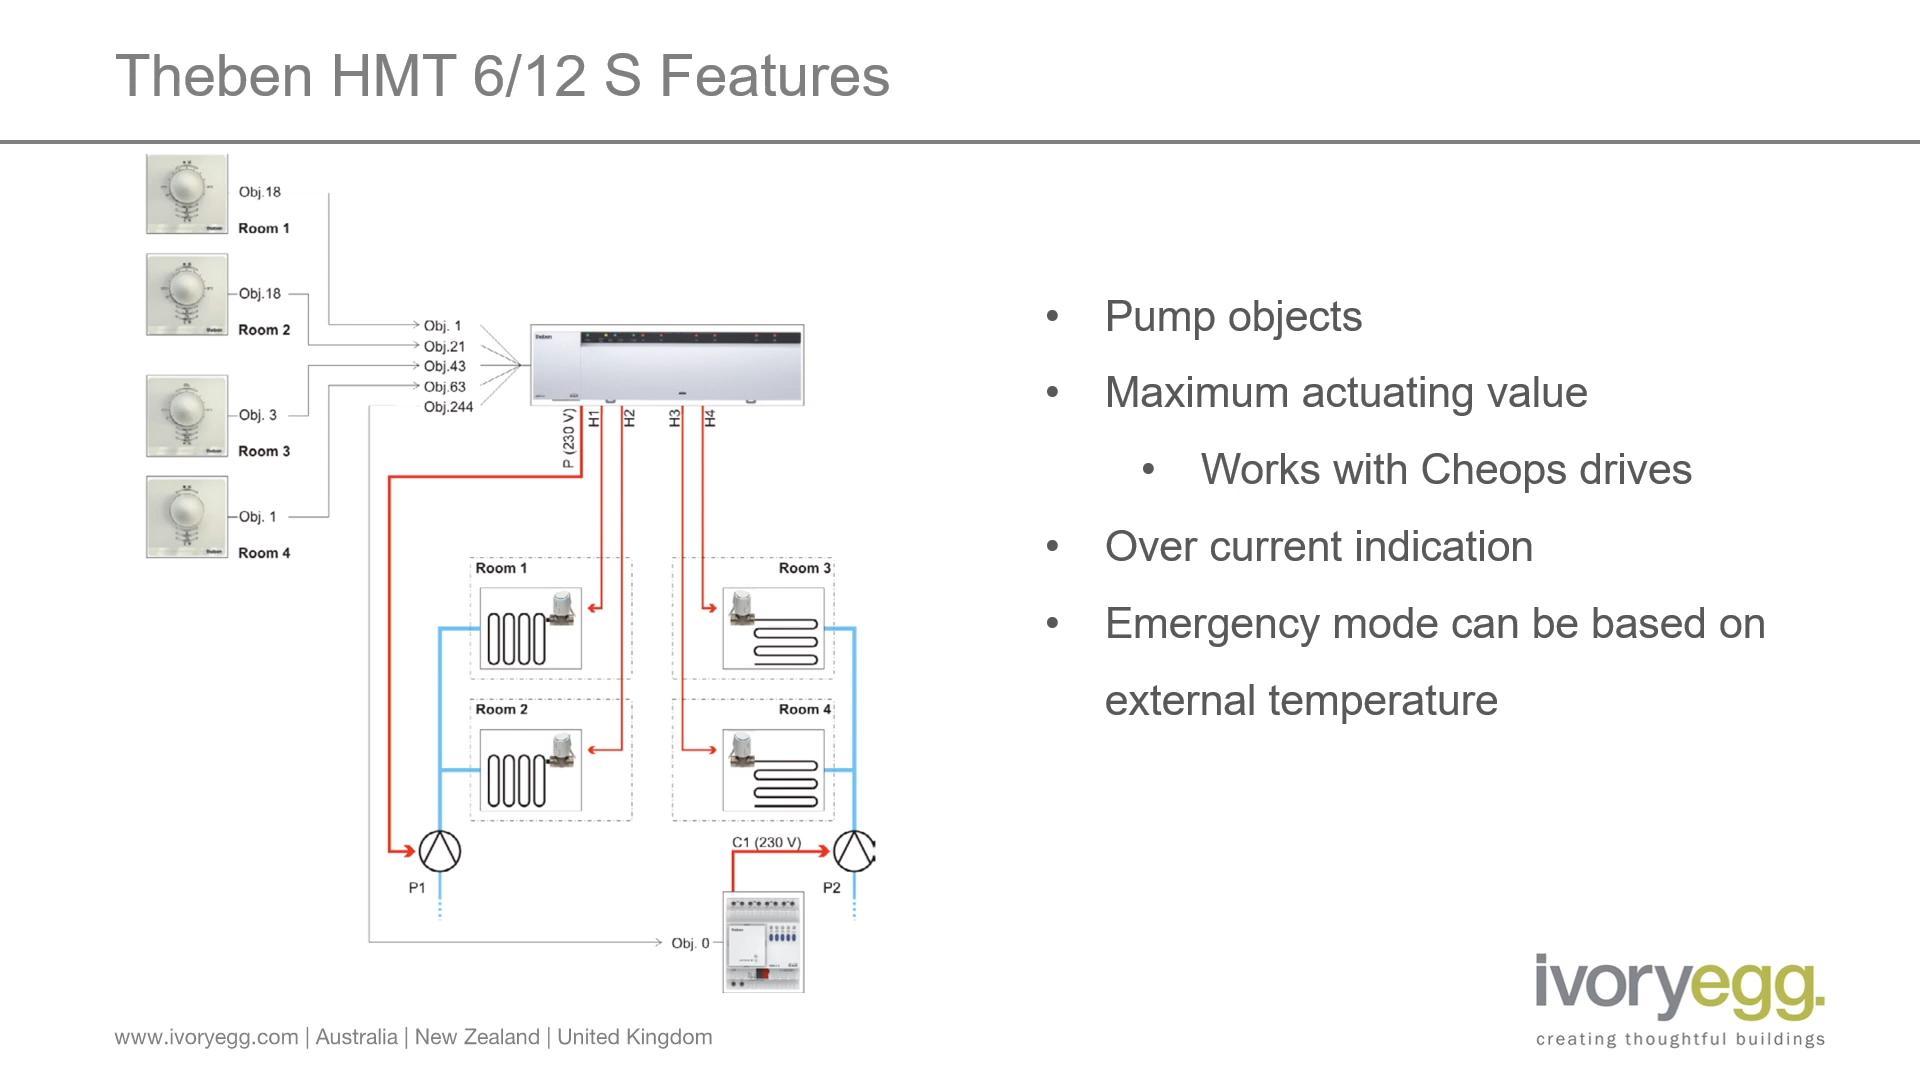 Theben HMT 6/12 S Features
Obj.18
Room 1
Obj.18
Room 2
Obj. 3
Room 3
Obj. 1
Room 4
Obj. 1
Obj.21
Obj.43
Obj.63
Obj.244
theben
P (230 V)
H1
H2
H3
H4
Room 1
Room 3
Room 2
Room 4
P1
C1 (230 V)
P2
Obj. 0
• Pump objects
• Maximum actuating value
• Works with Cheops drives
• Over current indication
• Emergency mode can be based on
external temperature
ivoryegg.
creating thoughtful buildings
www.ivoryegg.com | Australia | New Zealand | United Kingdom